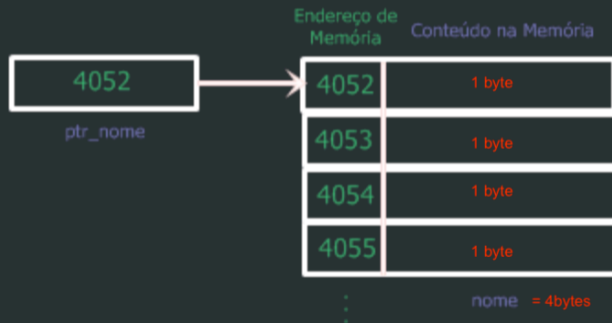 Endereço de
Memória
Conteúdo na Memória
4052
4052
1 byte
ptr_nome
4053
1 byte
4054
1 byte
4055
1 byte
nome = 4bytes